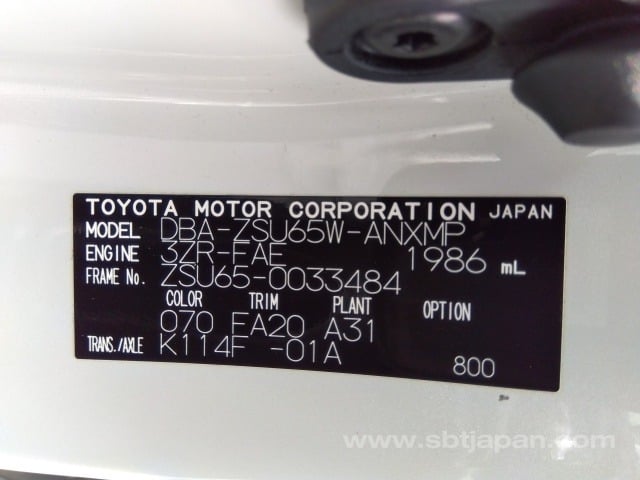 TOYOTA MOTOR CORPORATION JAPAN
MODEL DBA-ZSU65W-ANXMP
ENGINE 3ZR-FAE 1986 mL
FRAME No. ZSU65-0033484
COLOR TRIM PLANT OPTION
070 FA20 A31
TRANS./AXLE K114F -01A
800
www.sbtjapan.com